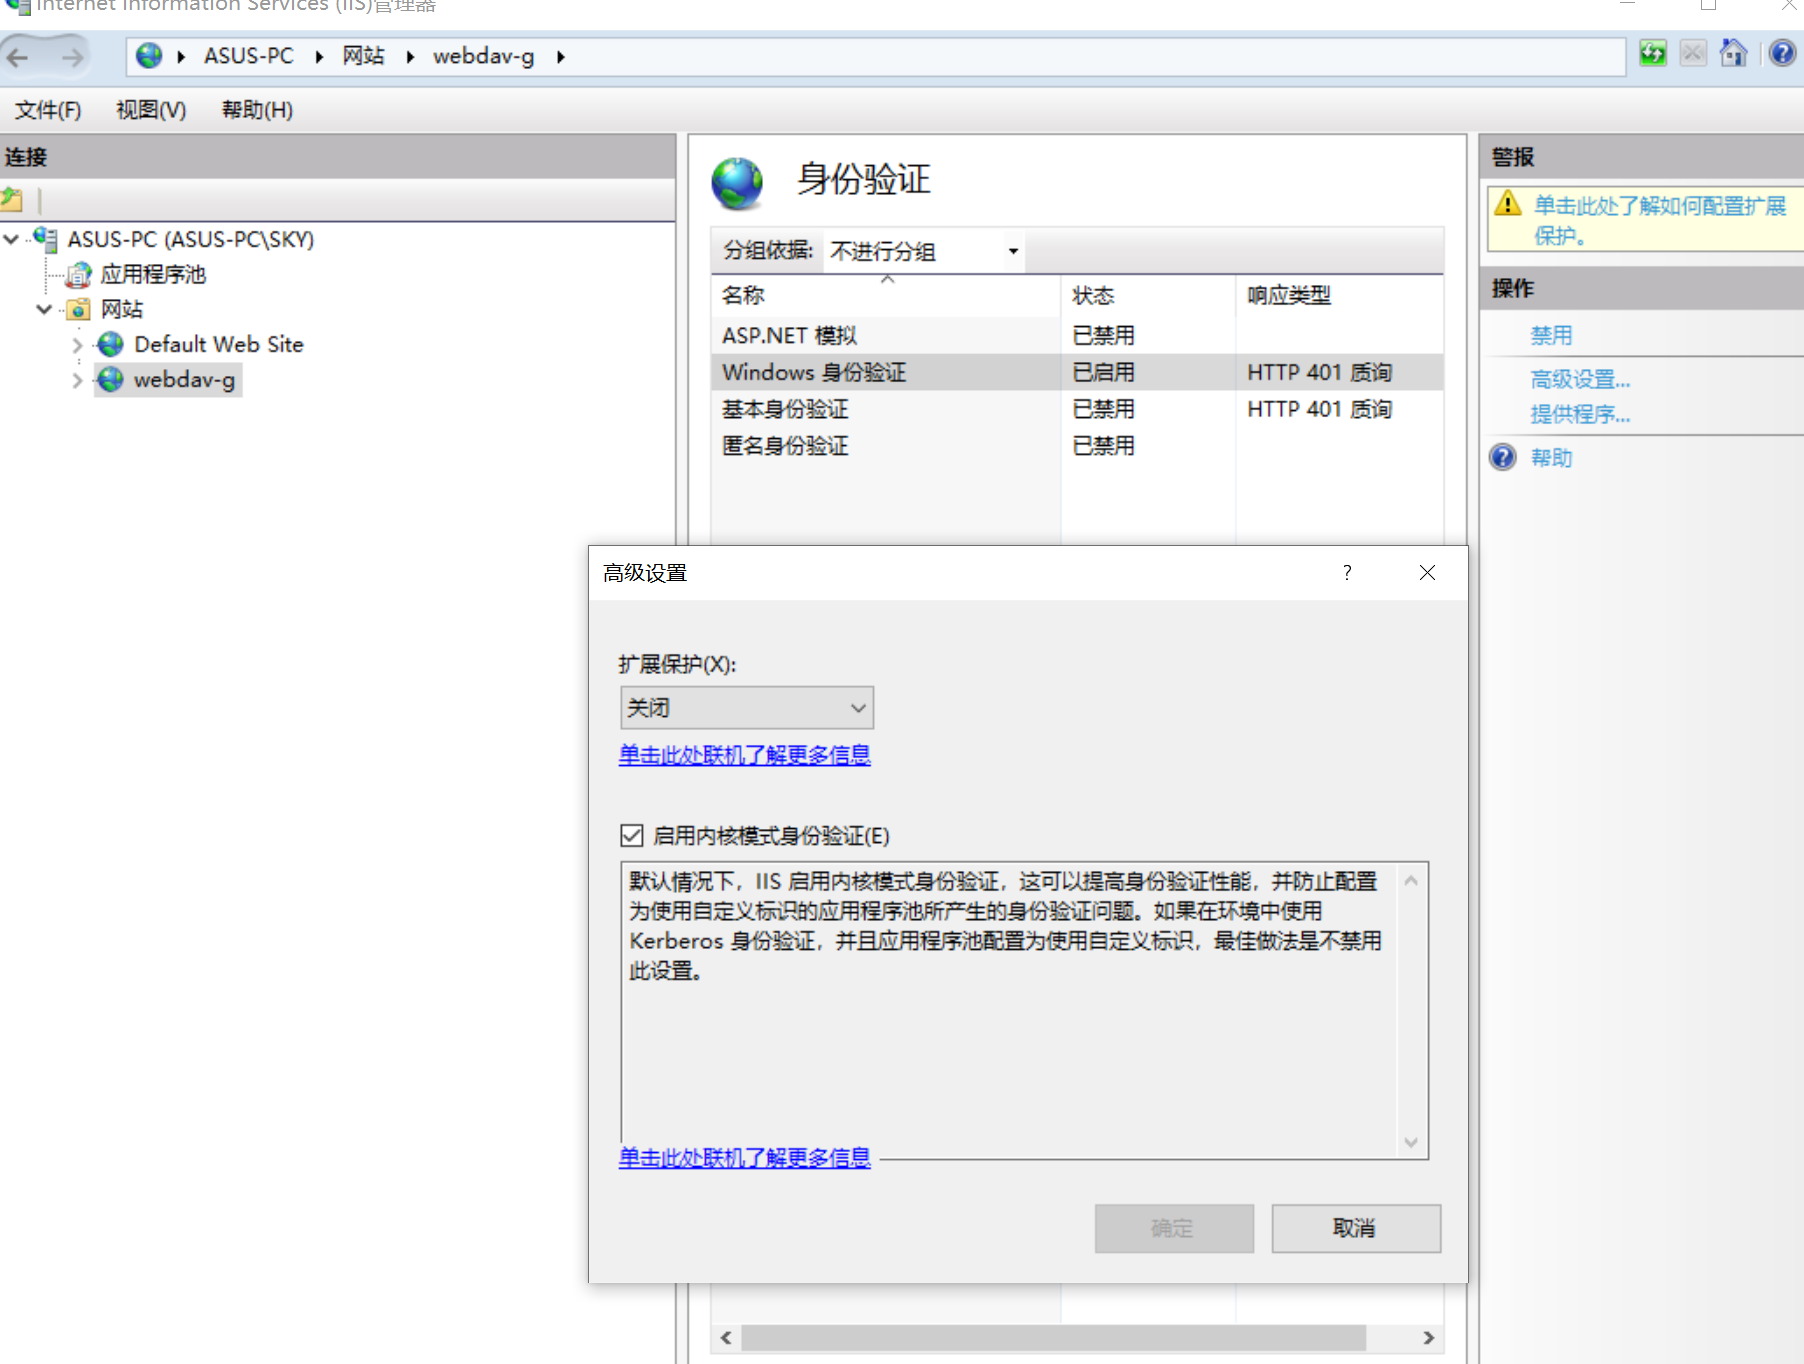 Internet Information Services (IIS)管理器
ASUS-PC 网站 webdav-g
文件(F) 视图(V) 帮助(H)
连接
ASUS-PC (ASUS-PC\SKY)
应用程序池
网站
Default Web Site
webdav-g
身份验证
分组依据: 不进行分组
名称 状态 响应类型
ASP.NET 模拟 已禁用
Windows 身份验证 已启用 HTTP 401 质询
基本身份验证 已禁用 HTTP 401 质询
匿名身份验证 已禁用
警报
单击此处了解如何配置扩展
保护。
操作
禁用
高级设置...
提供程序...
帮助
高级设置
扩展保护(X):
关闭
单击此处联机了解更多信息
启用内核模式身份验证(E)
默认情况下，IIS 启用内核模式身份验证，这可以提高身份验证性能，并防止配置
为使用自定义标识的应用程序池所产生的身份验证问题。如果在环境中使用
Kerberos 身份验证，并且应用程序池配置为使用自定义标识，最佳做法是不禁用
此设置。
单击此处联机了解更多信息
确定 取消